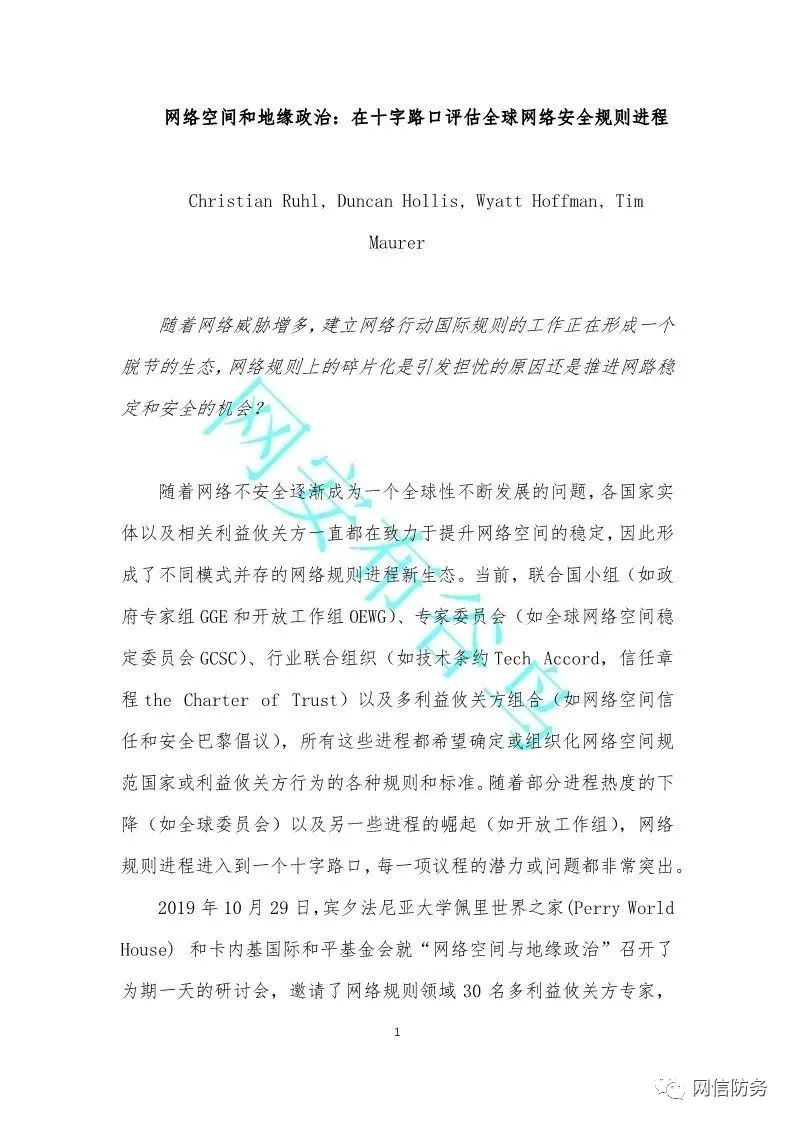 网络空间和地缘政治：在十字路口评估全球网络安全规则进程
Christian Ruhl, Duncan Hollis, Wyatt Hoffman, Tim
Maurer
随着网络威胁增多，建立网络行动国际规则的工作正在形成一个
脱节的生态，网络规则上的碎片化是引发担忧的原因还是推进网路稳
定和安全的机会？
随着网络不安全逐渐成为一个全球性不断发展的问题，各国家实
体以及相关利益攸关方一直都在致力于提升网络空间的稳定，因此形
成了不同模式并存的网络规则进程新生态。当前，联合国小组（如政
府专家组 GGE 和开放工作组 OEWG）、专家委员会（如全球网络空间稳
定委员会 GCSC）、行业联合组织（如技术条约 Tech Accord，信任章
程 the Charter of Trust）以及多利益攸关方组合（如网络空间信
任和安全巴黎倡议），所有这些进程都希望确定或组织化网络空间规
范国家或利益攸关方行为的各种规则和标准。随着部分进程热度的下
降（如全球委员会）以及另一些进程的崛起（如开放工作组），网络
规则进程进入到一个十字路口，每一项议程的潜力或问题都非常突出。
2019 年 10 月 29 日，宾夕法尼亚大学佩里世界之家(Perry World
House) 和卡内基国际和平基金会就“网络空间与地缘政治”召开了
为期一天的研讨会，邀请了网络规则领域 30 名多利益攸关方专家，
网安布谷鸟
1
网信防务